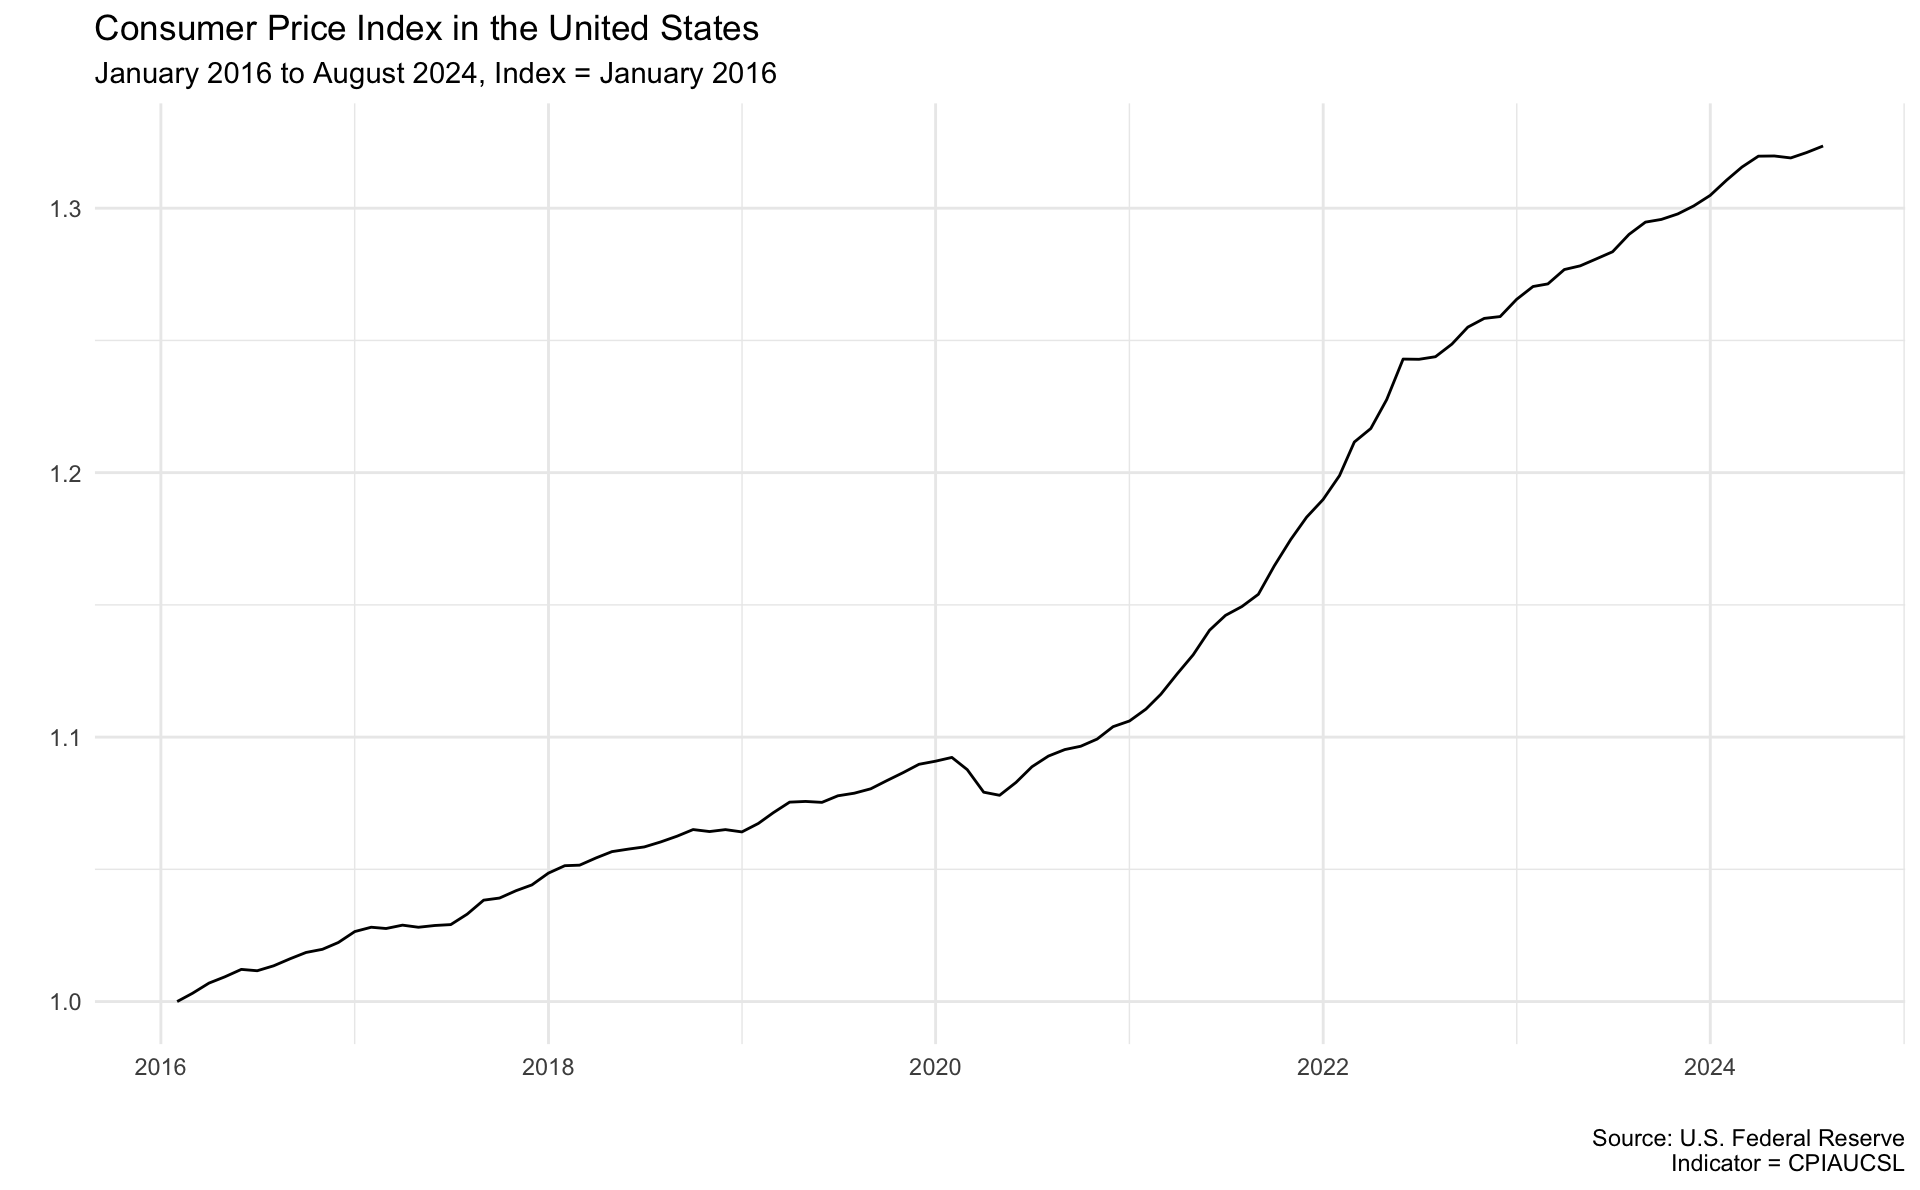 Consumer Price Index in the United States
January 2016 to August 2024, Index = January 2016
1.3
1.2
1.1
1.0
2016 2018 2020 2022 2024
Source: U.S. Federal Reserve
Indicator = CPIAUCSL